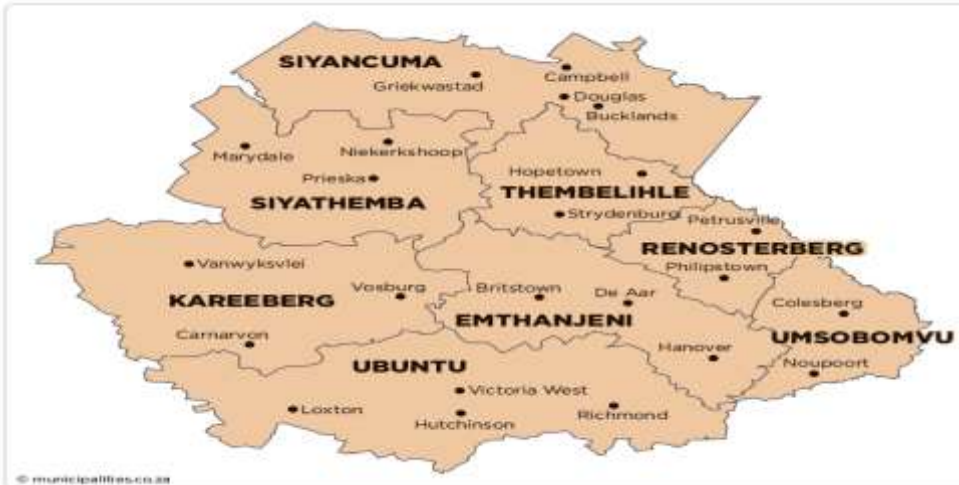 SIYANCUMA
Griekwastad
Campbell
Douglas
Bucklands
Marydale
Niekerkshoop
Prieska
SIYATHEMBA
Hopetown
THEMBELIHLE
Strydenburg
Petrusville
RENOSTERBERG
Philipstown
Vanwyksvlei
Vosburg
KAREEBERG
Carnarvon
Britstown
De Aar
EMTHANJENI
Hanover
Colesberg
UMSOBOMVU
Noupoort
UBUNTU
Victoria West
Loxton
Hutchinson
Richmond
© municipalities.co.za